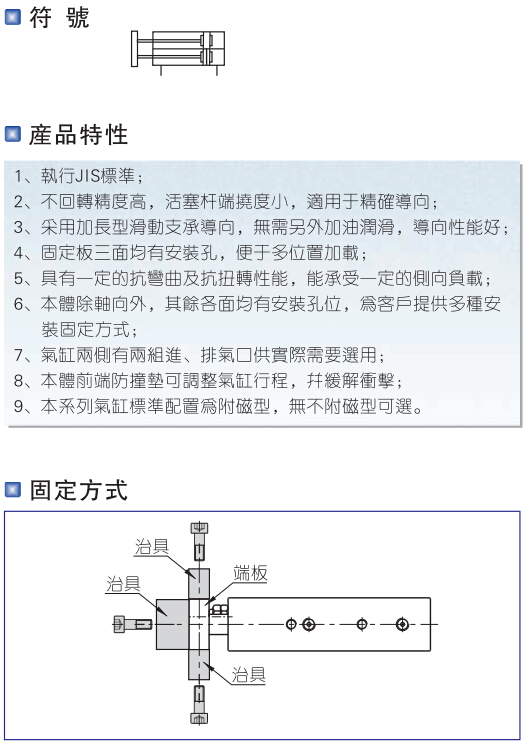 符 號
産品特性
1、執行JIS標準；
2、不回轉精度高，活塞杆端撓度小，適用于精確導向；
3、采用加長型滑動支承導向，無需另外加油潤滑，導向性能好；
4、固定板三面均有安裝孔，便于多位置加載；
5、具有一定的抗彎曲及抗扭轉性能，能承受一定的側向負載；
6、本體除軸向外，其餘各面均有安裝孔位，爲客戶提供多種安
裝固定方式；
7、氣缸兩側有兩組進、排氣口供實際需要選用；
8、本體前端防撞墊可調整氣缸行程，幷緩解衝擊；
9、本系列氣缸標準配置爲附磁型，無不附磁型可選。
固定方式
治具
端板
治具
治具